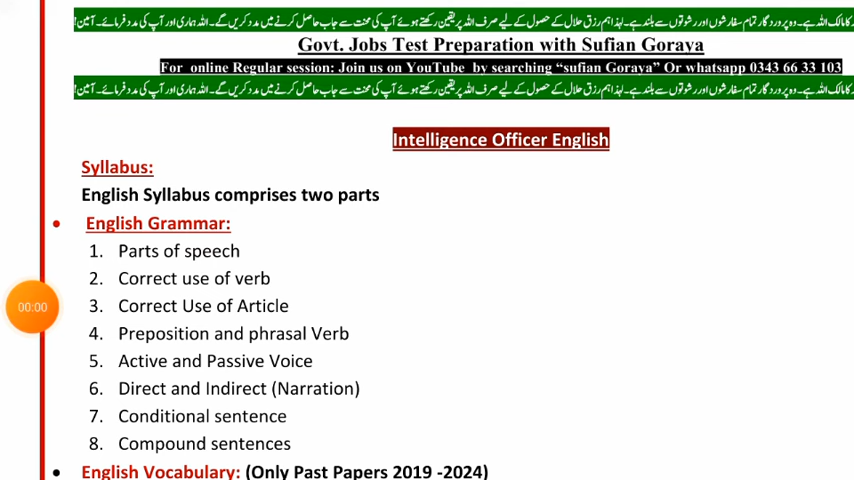 کا مالک اللہ ہے۔ وہ پروردگار تمام سفارشوں اور رشوتوں سے بلند ہے۔ لہذا ہم رزق حلال کے حصول کے لیے صرف اللہ پر یقین رکھتے ہوئے آپ کی محنت سے جاب حاصل کرنے میں مدد کریں گے۔ اللہ ہماری اور آپ کی مدد فرمائے۔ آمین!
Govt. Jobs Test Preparation with Sufian Goraya
For online Regular session: Join us on YouTube by searching “sufian Goraya” Or whatsapp 0343 66 33 103
کا مالک اللہ ہے۔ وہ پروردگار تمام سفارشوں اور رشوتوں سے بلند ہے۔ لہذا ہم رزق حلال کے حصول کے لیے صرف اللہ پر یقین رکھتے ہوئے آپ کی محنت سے جاب حاصل کرنے میں مدد کریں گے۔ اللہ ہماری اور آپ کی مدد فرمائے۔ آمین!
Intelligence Officer English
Syllabus:
English Syllabus comprises two parts
• English Grammar:
1. Parts of speech
2. Correct use of verb
3. Correct Use of Article
00:00
4. Preposition and phrasal Verb
5. Active and Passive Voice
6. Direct and Indirect (Narration)
7. Conditional sentence
8. Compound sentences
• English Vocabulary: (Only Past Papers 2019 -2024)